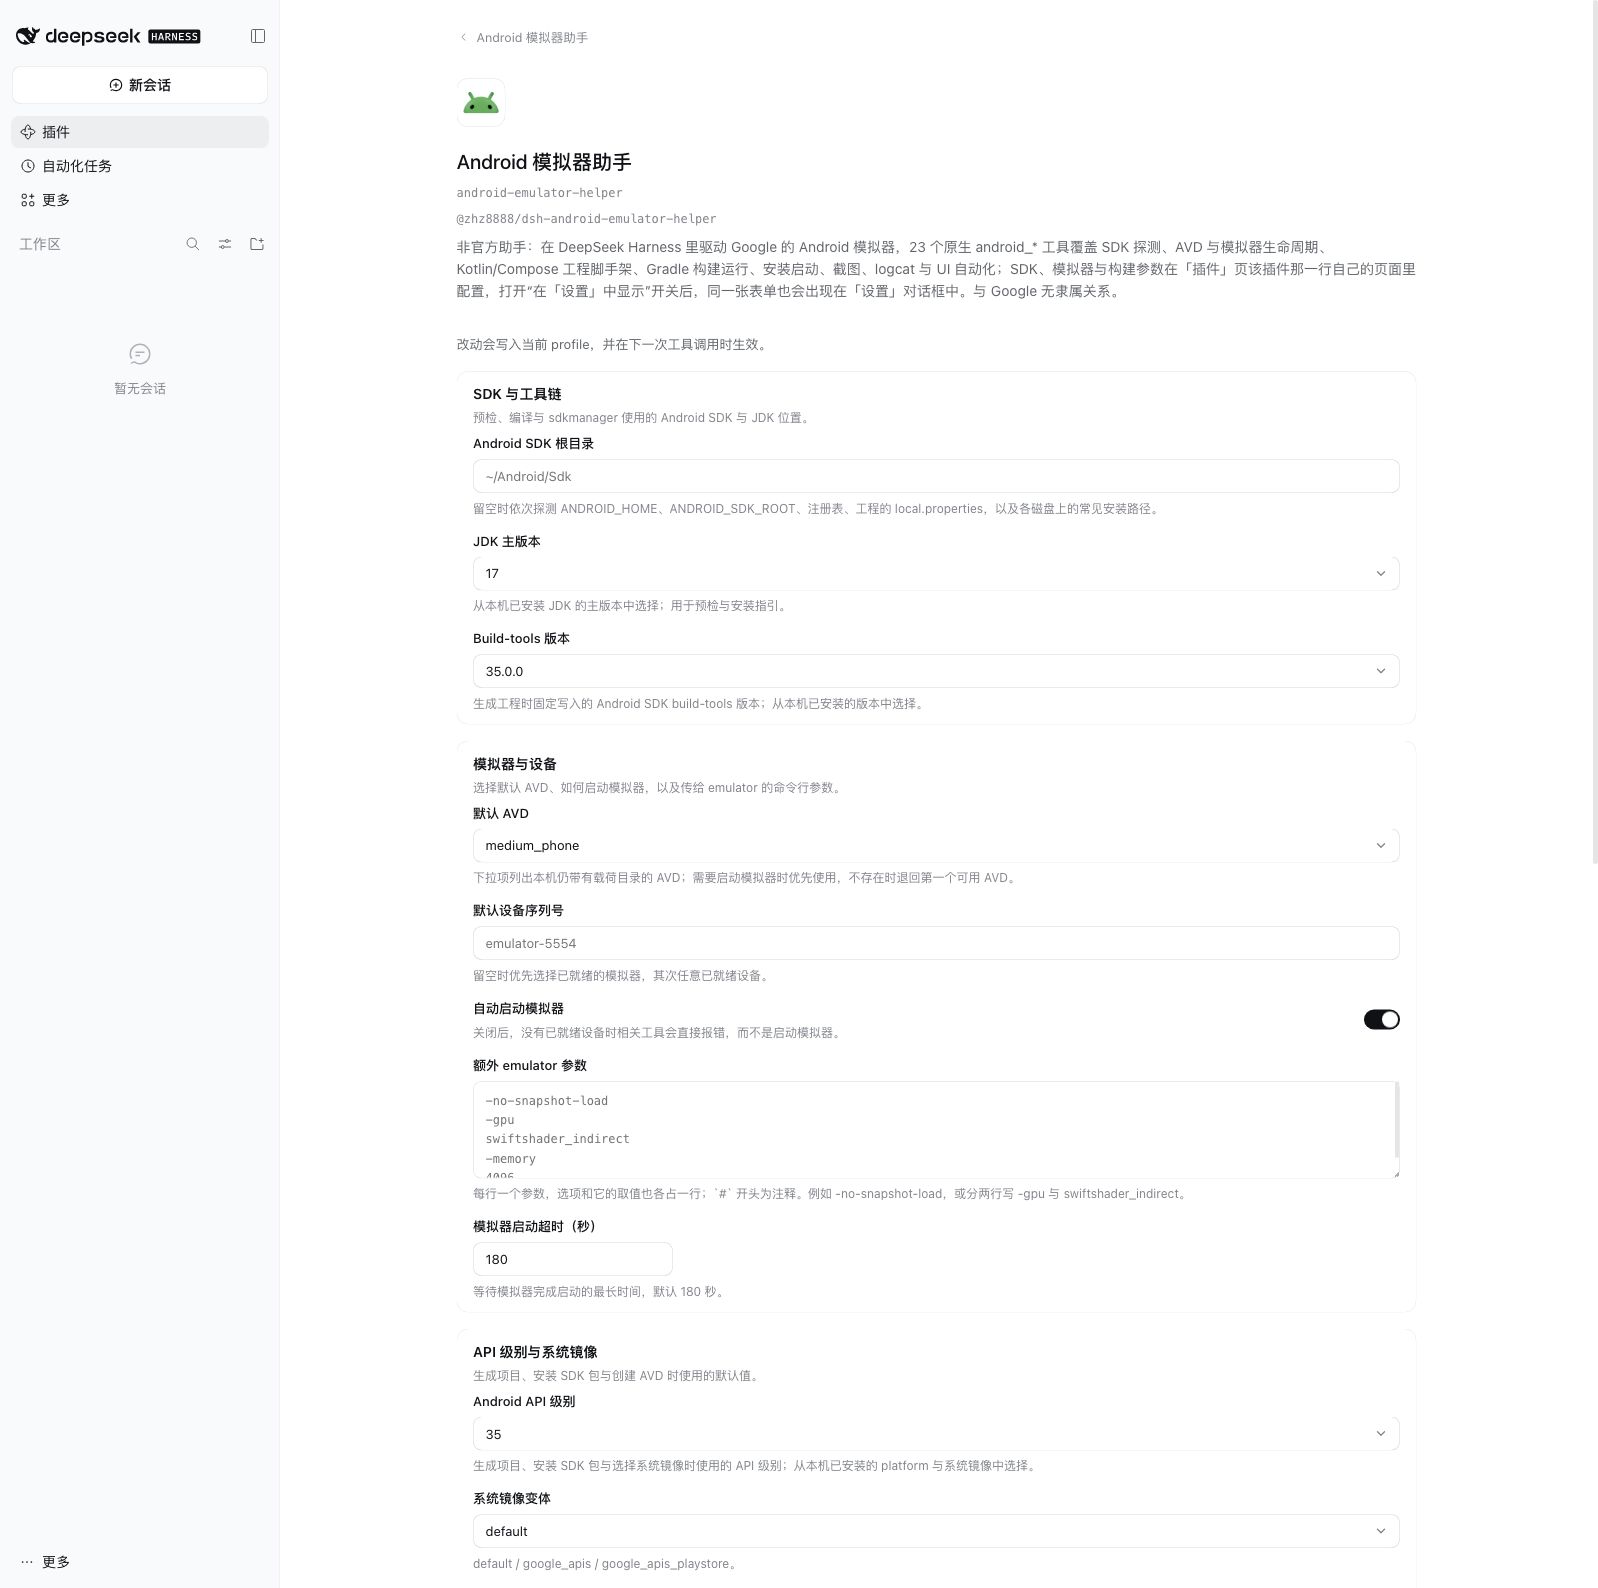 deepseek HARNESS
新会话
插件
自动化任务
更多
工作区
暂无会话
更多
Android 模拟器助手
Android 模拟器助手
android-emulator-helper
@zhz8888/dsh-android-emulator-helper
非官方助手：在 DeepSeek Harness 里驱动 Google 的 Android 模拟器，23 个原生 android_* 工具覆盖 SDK 探测、AVD 与模拟器生命周期、
Kotlin/Compose 工程脚手架、Gradle 构建运行、安装启动、截图、logcat 与 UI 自动化；SDK、模拟器与构建参数在「插件」页该插件那一行自己的页面里
配置，打开“在「设置」中显示”开关后，同一张表单也会出现在「设置」对话框中。与 Google 无隶属关系。
改动会写入当前 profile，并在下一次工具调用时生效。
SDK 与工具链
预检、编译与 sdkmanager 使用的 Android SDK 与 JDK 位置。
Android SDK 根目录
~/Android/Sdk
留空时依次探测 ANDROID_HOME、ANDROID_SDK_ROOT、注册表、工程的 local.properties，以及各磁盘上的常见安装路径。
JDK 主版本
17
从本机已安装 JDK 的主版本中选择；用于预检与安装指引。
Build-tools 版本
35.0.0
生成工程时固定写入的 Android SDK build-tools 版本；从本机已安装的版本中选择。
模拟器与设备
选择默认 AVD、如何启动模拟器，以及传给 emulator 的命令行参数。
默认 AVD
medium_phone
下拉项列出本机仍带有载荷目录的 AVD；需要启动模拟器时优先使用，不存在时退回第一个可用 AVD。
默认设备序列号
emulator-5554
留空时优先选择已就绪的模拟器，其次任意已就绪设备。
自动启动模拟器
关闭后，没有已就绪设备时相关工具会直接报错，而不是启动模拟器。
额外 emulator 参数
-no-snapshot-load
-gpu
swiftshader_indirect
-memory
4096
每行一个参数，选项和它的取值也各占一行；`#` 开头为注释。例如 -no-snapshot-load，或分两行写 -gpu 与 swiftshader_indirect。
模拟器启动超时（秒）
180
等待模拟器完成启动的最长时间，默认 180 秒。
API 级别与系统镜像
生成项目、安装 SDK 包与创建 AVD 时使用的默认值。
Android API 级别
35
生成项目、安装 SDK 包与选择系统镜像时使用的 API 级别；从本机已安装的 platform 与系统镜像中选择。
系统镜像变体
default
default / google_apis / google_apis_playstore。